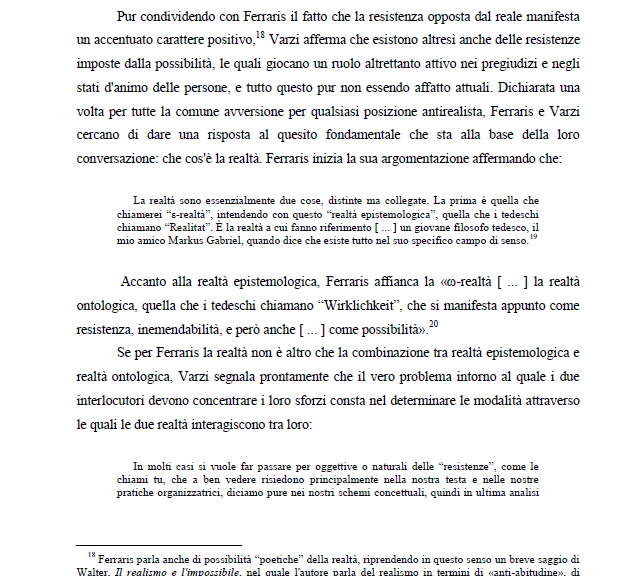 Pur condividendo con Ferraris il fatto che la resistenza opposta dal reale manifesta
un accentuato carattere positivo,18 Varzi afferma che esistono altresì anche delle resistenze
imposte dalla possibilità, le quali giocano un ruolo altrettanto attivo nei pregiudizi e negli
stati d'animo delle persone, e tutto questo pur non essendo affatto attuali. Dichiarata una
volta per tutte la comune avversione per qualsiasi posizione antirealista, Ferraris e Varzi
cercano di dare una risposta al quesito fondamentale che sta alla base della loro
conversazione: che cos'è la realtà. Ferraris inizia la sua argomentazione affermando che:
La realtà sono essenzialmente due cose, distinte ma collegate. La prima è quella che
chiamerei “ε-realtà”, intendendo con questo “realtà epistemologica”, quella che i tedeschi
chiamano “Realitat”. È la realtà a cui fanno riferimento [ ... ] un giovane filosofo tedesco, il
mio amico Markus Gabriel, quando dice che esiste tutto nel suo specifico campo di senso.19
Accanto alla realtà epistemologica, Ferraris affianca la «ω-realtà [ ... ] la realtà
ontologica, quella che i tedeschi chiamano “Wirklichkeit”, che si manifesta appunto come
resistenza, inemendabilità, e però anche [ ... ] come possibilità».20
Se per Ferraris la realtà non è altro che la combinazione tra realtà epistemologica e
realtà ontologica, Varzi segnala prontamente che il vero problema intorno al quale i due
interlocutori devono concentrare i loro sforzi consta nel determinare le modalità attraverso
le quali le due realtà interagiscono tra loro:
In molti casi si vuole far passare per oggettive o naturali delle “resistenze”, come le
chiami tu, che a ben vedere risiedono principalmente nella nostra testa e nelle nostre
pratiche organizzatrici, diciamo pure nei nostri schemi concettuali, quindi in ultima analisi
18 Ferraris parla anche di possibilità “poetiche” della realtà, riprendendo in questo senso un breve saggio di
Walter, Il realismo e l'impossibile, nel quale l'autore parla del realismo in termini di «anti-abitudine», di